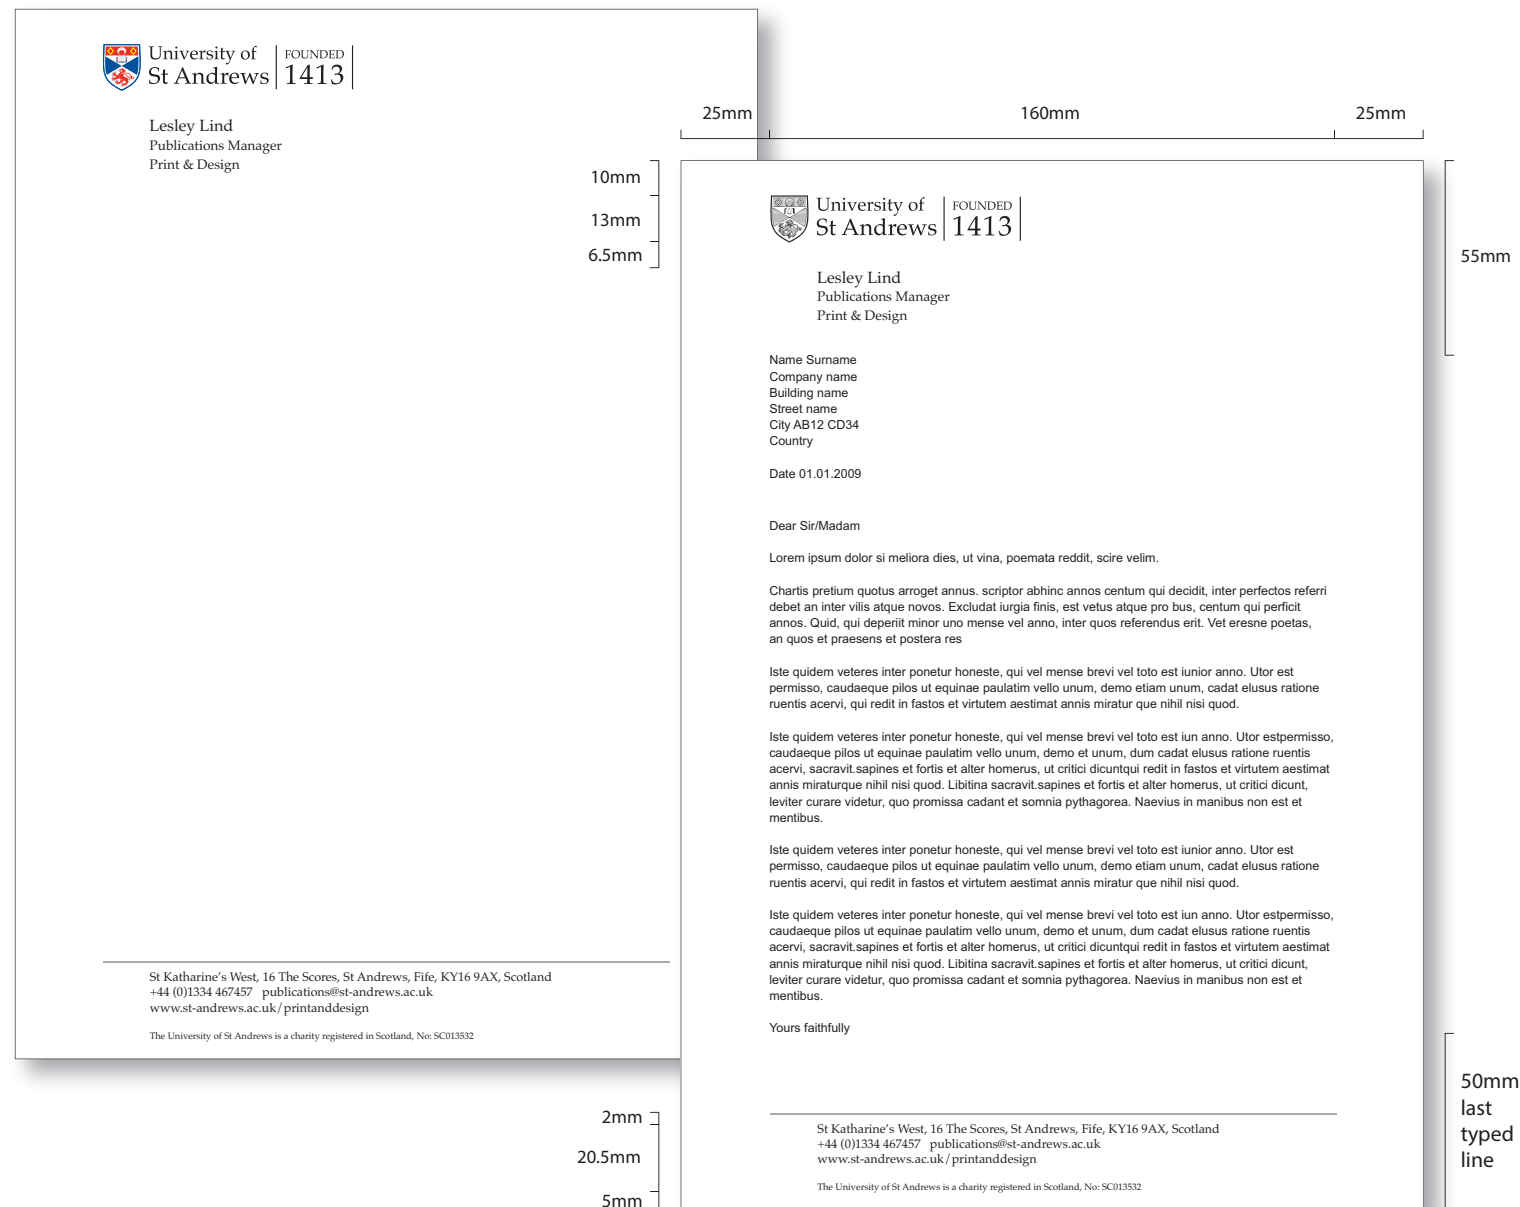 University of
St Andrews
FOUNDED
1413
Lesley Lind
Publications Manager
Print & Design
St Katharine's West, 16 The Scores, St Andrews, Fife, KY16 9AX, Scotland
+44 (0)1334 467457 publications@st-andrews.ac.uk
www.st-andrews.ac.uk/printanddesign
The University of St Andrews is a charity registered in Scotland, No: SC013532
25mm
160mm
25mm
10mm
13mm
6.5mm
55mm
University of
St Andrews
FOUNDED
1413
Lesley Lind
Publications Manager
Print & Design
Name Surname
Company name
Building name
Street name
City AB12 CD34
Country
Date 01.01.2009
Dear Sir/Madam
Lorem ipsum dolor si meliora dies, ut vina, poemata reddit, scire velim.
Chartis pretium quotus arroget annus. scriptor abhinc annos centum qui decidit, inter perfectos referri
debet an inter vilis atque novos. Excludat iurgia finis, est vetus atque pro bus, centum qui perficit
annos. Quid, qui deperiit minor uno mense vel anno, inter quos referendus erit. Vet eresne poetas,
an quos et praesens et postera res
Iste quidem veteres inter ponetur honeste, qui vel mense brevi vel toto est iunior anno. Utor est
permisso, caudaeque pilos ut equinae paulatim vello unum, demo etiam unum, cadat elusus ratione
ruentis acervi, qui redit in fastos et virtutem aestimat annis miratur que nihil nisi quod.
Iste quidem veteres inter ponetur honeste, qui vel mense brevi vel toto est iun anno. Utor estpermisso,
caudaeque pilos ut equinae paulatim vello unum, demo et unum, dum cadat elusus ratione ruentis
acervi, sacravit.sapines et fortis et alter homerus, ut critici dicuntqui redit in fastos et virtutem aestimat
annis miraturque nihil nisi quod. Libitina sacravit.sapines et fortis et alter homerus, ut critici dicunt,
leviter curare videtur, quo promissa cadant et somnia pythagorea. Naevius in manibus non est et
mentibus.
Iste quidem veteres inter ponetur honeste, qui vel mense brevi vel toto est iunior anno. Utor est
permisso, caudaeque pilos ut equinae paulatim vello unum, demo etiam unum, cadat elusus ratione
ruentis acervi, qui redit in fastos et virtutem aestimat annis miratur que nihil nisi quod.
Iste quidem veteres inter ponetur honeste, qui vel mense brevi vel toto est iun anno. Utor estpermisso,
caudaeque pilos ut equinae paulatim vello unum, demo et unum, dum cadat elusus ratione ruentis
acervi, sacravit.sapines et fortis et alter homerus, ut critici dicuntqui redit in fastos et virtutem aestimat
annis miraturque nihil nisi quod. Libitina sacravit.sapines et fortis et alter homerus, ut critici dicunt,
leviter curare videtur, quo promissa cadant et somnia pythagorea. Naevius in manibus non est et
mentibus.
Yours faithfully
St Katharine's West, 16 The Scores, St Andrews, Fife, KY16 9AX, Scotland
+44 (0)1334 467457 publications@st-andrews.ac.uk
www.st-andrews.ac.uk/printanddesign
The University of St Andrews is a charity registered in Scotland, No: SC013532
2mm
20.5mm
5mm
50mm
last
typed
line